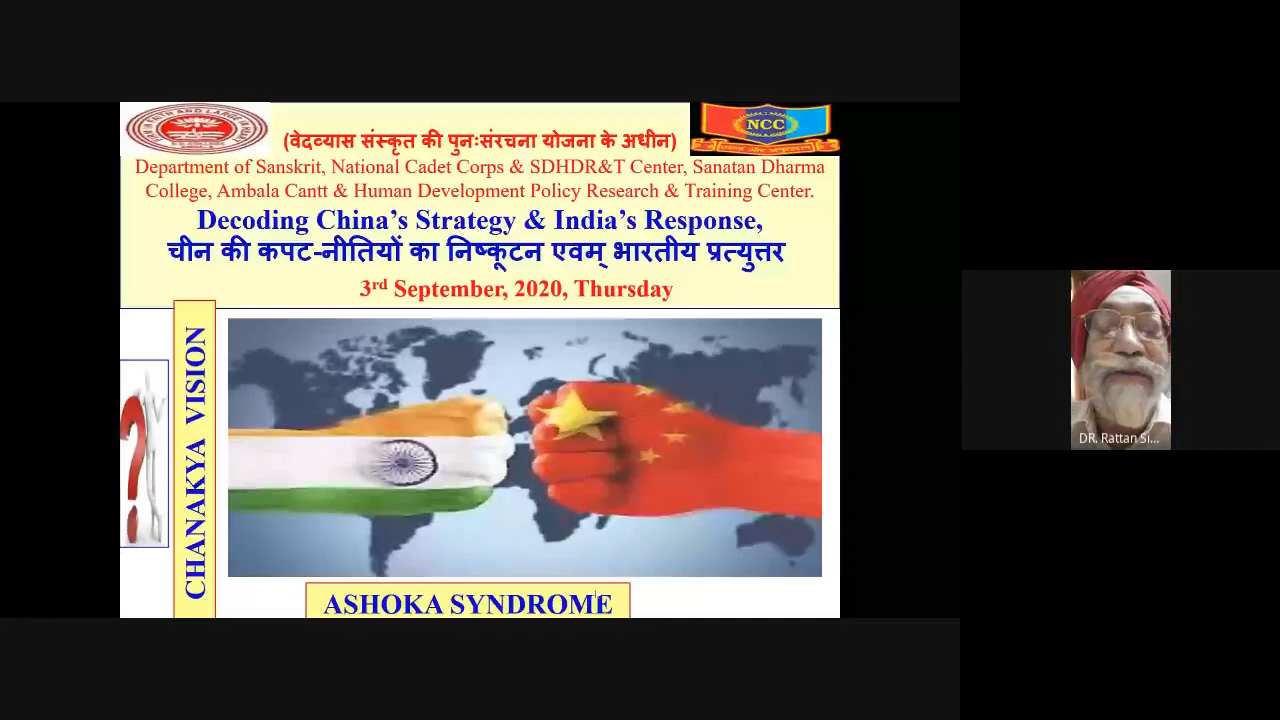 NCC
(वेदव्यास संस्कृत की पुनःसंरचना योजना के अधीन)
Department of Sanskrit, National Cadet Corps & SDHDR&T Center, Sanatan Dharma
College, Ambala Cantt & Human Development Policy Research & Training Center.
Decoding China’s Strategy & India’s Response,
चीन की कपट-नीतियों का निष्कूटन एवम् भारतीय प्रत्युत्तर
3rd September, 2020, Thursday
CHANAKYA VISION
?
ASHOKA SYNDROME
DR. Rattan Si...